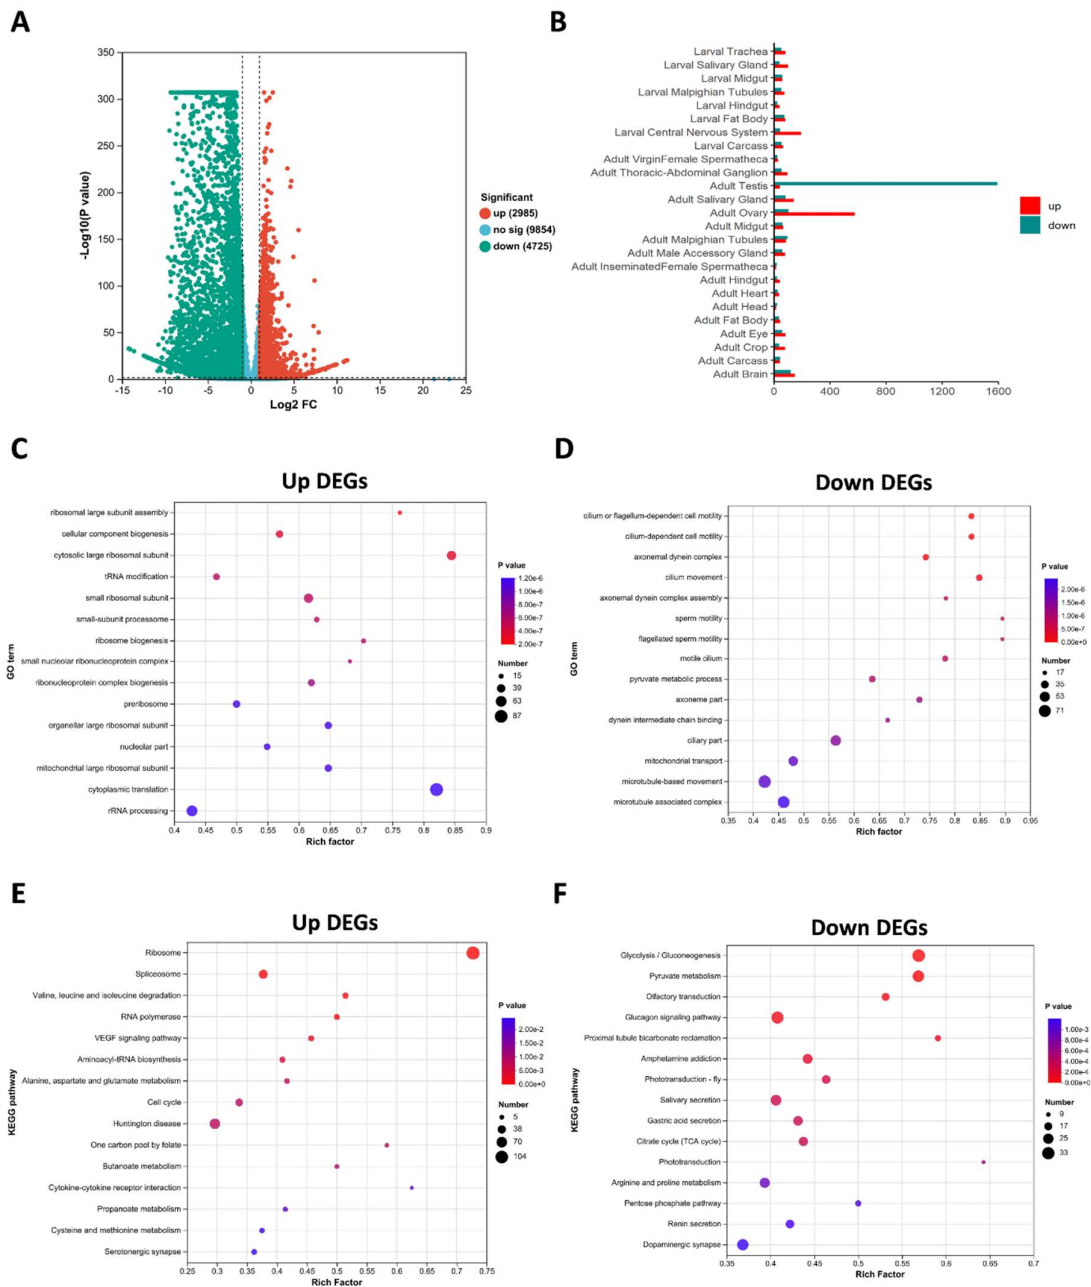 A
350
300
250
200
150
100
50
0
-15
-10
-5
0
5
10
15
20
25
-Log10(P value)
Log2 FC
Significant
up (2985)
no sig (9854)
down (4725)
B
Larval Trachea
Larval Salivary Gland
Larval Midgut
Larval Malpighian Tubules
Larval Hindgut
Larval Fat Body
Larval Central Nervous System
Larval Carcass
Adult VirginFemale Spermatheca
Adult Thoracic-Abdominal Ganglion
Adult Testis
Adult Salivary Gland
Adult Ovary
Adult Midgut
Adult Malpighian Tubules
Adult Male Accessory Gland
Adult InseminatedFemale Spermatheca
Adult Hindgut
Adult Heart
Adult Head
Adult Fat Body
Adult Eye
Adult Crop
Adult Carcass
Adult Brain
0
400
800
1200
1600
up
down
C
Up DEGs
ribosomal large subunit assembly
cellular component biogenesis
cytosolic large ribosomal subunit
tRNA modification
small ribosomal subunit
small-subunit processome
ribosome biogenesis
small nucleolar ribonucleoprotein complex
ribonucleoprotein complex biogenesis
preribosome
organellar large ribosomal subunit
nucleolar part
mitochondrial large ribosomal subunit
cytoplasmic translation
rRNA processing
GO term
0.4
0.45
0.5
0.55
0.6
0.65
0.7
0.75
0.8
0.85
0.9
Rich factor
P value
1.20e-6
1.00e-6
8.00e-7
6.00e-7
4.00e-7
2.00e-7
Number
15
39
63
87
D
Down DEGs
cilium or flagellum-dependent cell motility
cilium-dependent cell motility
axonemal dynein complex
cilium movement
axonemal dynein complex assembly
sperm motility
flagellated sperm motility
motile cilium
pyruvate metabolic process
axoneme part
dynein intermediate chain binding
ciliary part
mitochondrial transport
microtubule-based movement
microtubule associated complex
GO term
0.35
0.4
0.45
0.5
0.55
0.6
0.65
0.7
0.75
0.8
0.85
0.9
0.95
Rich factor
P value
2.00e-6
1.50e-6
1.00e-6
5.00e-7
0.00e+0
Number
17
35
53
71
E
Up DEGs
Ribosome
Spliceosome
Valine, leucine and isoleucine degradation
RNA polymerase
VEGF signaling pathway
Aminoacyl-tRNA biosynthesis
Alanine, aspartate and glutamate metabolism
Cell cycle
Huntington disease
One carbon pool by folate
Butanoate metabolism
Cytokine-cytokine receptor interaction
Propanoate metabolism
Cysteine and methionine metabolism
Serotonergic synapse
KEGG pathway
0.25
0.3
0.35
0.4
0.45
0.5
0.55
0.6
0.65
0.7
0.75
Rich Factor
P value
2.00e-2
1.50e-2
1.00e-2
5.00e-3
0.00e+0
Number
5
38
70
104
F
Down DEGs
Glycolysis / Gluconeogenesis
Pyruvate metabolism
Olfactory transduction
Glucagon signaling pathway
Proximal tubule bicarbonate reclamation
Amphetamine addiction
Phototransduction - fly
Salivary secretion
Gastric acid secretion
Citrate cycle (TCA cycle)
Phototransduction
Arginine and proline metabolism
Pentose phosphate pathway
Renin secretion
Dopaminergic synapse
KEGG pathway
0.35
0.4
0.45
0.5
0.55
0.6
0.65
0.7
Rich Factor
P value
1.00e-3
8.00e-4
6.00e-4
4.00e-4
2.00e-4
0.00e+0
Number
9
17
25
33